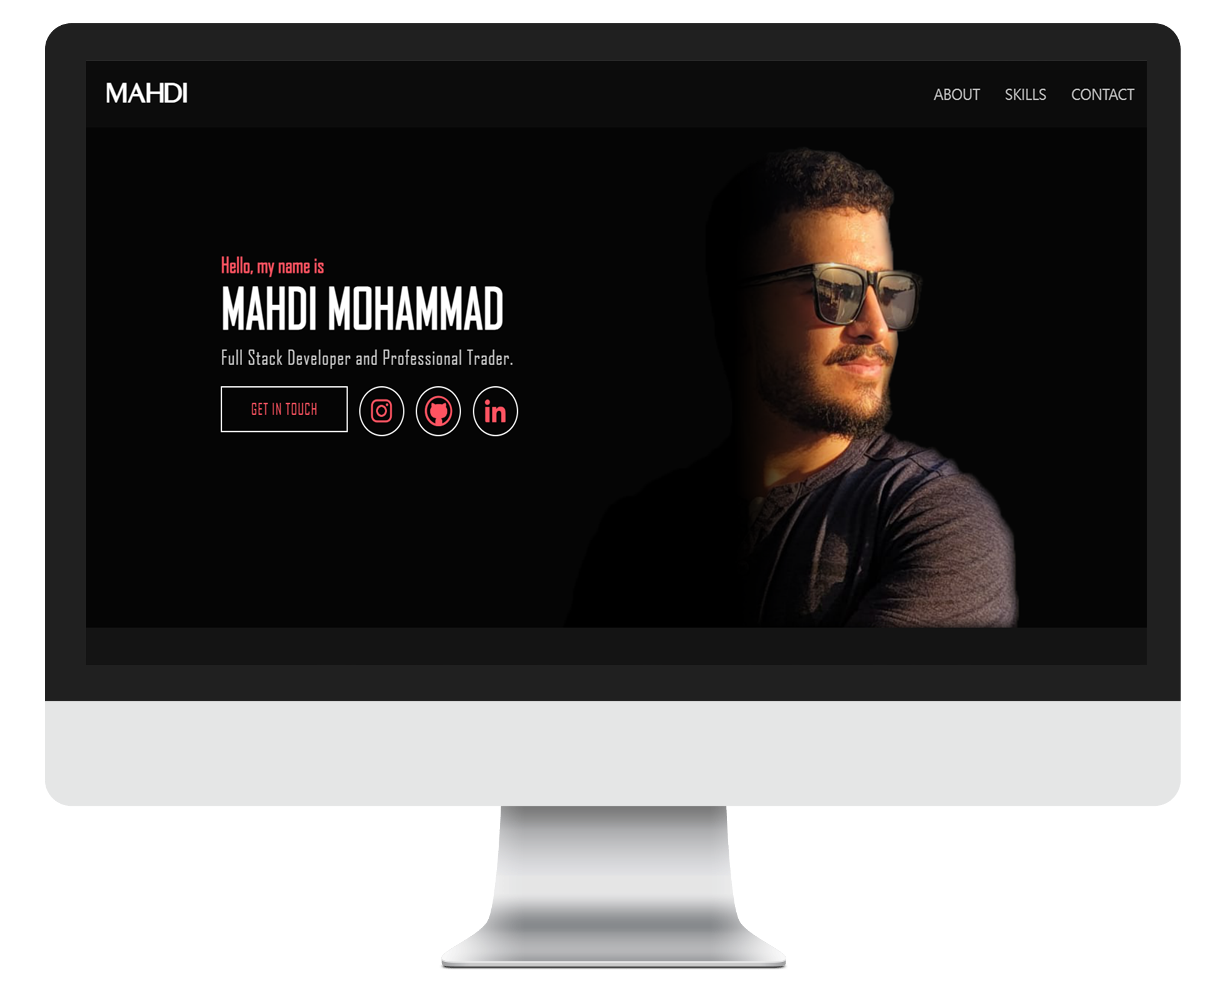 MAHDI
ABOUT SKILLS CONTACT
Hello, my name is
MAHDI MOHAMMAD
Full Stack Developer and Professional Trader.
GET IN TOUCH
in